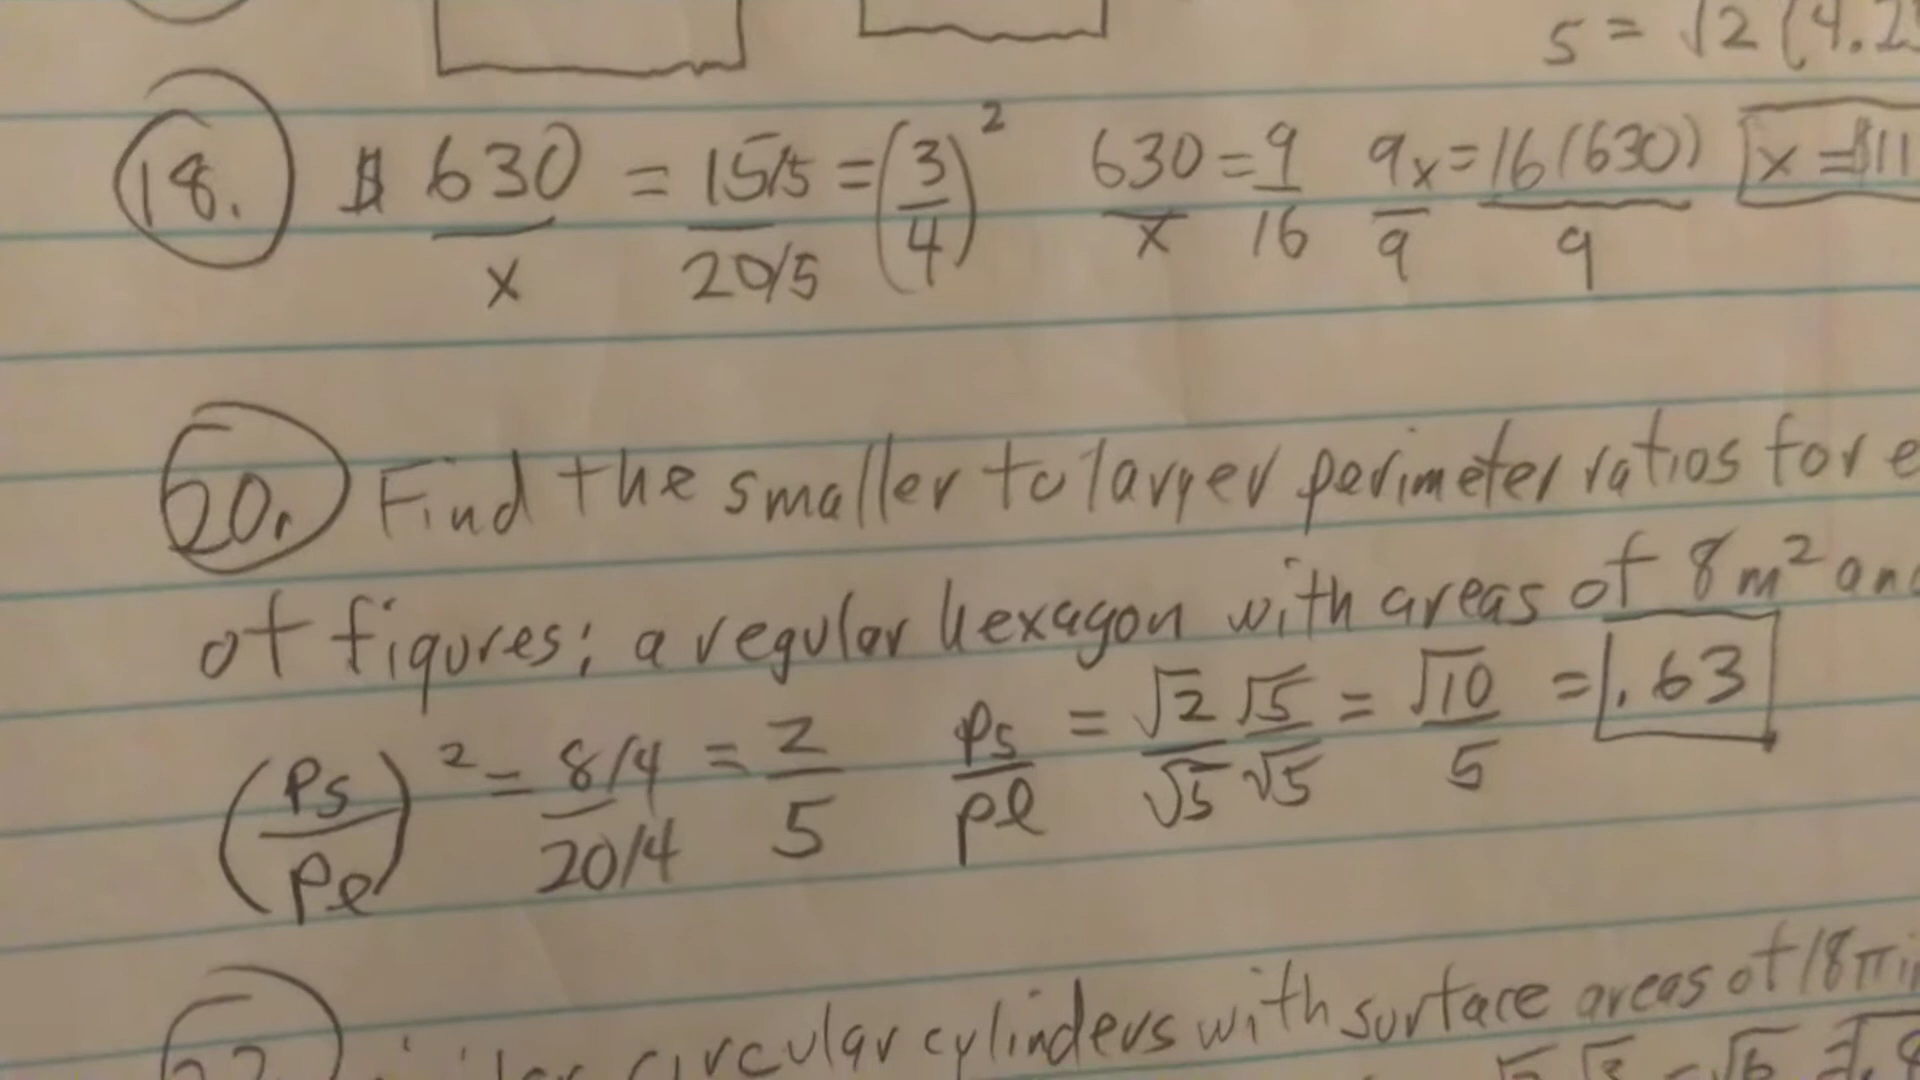 s = √2 (4.2
18. $ 630/x = 15/5 / 20/5 = (3/4)² 630/x = 9/16 9x/9 = 16(630)/9 x = $11
20. Find the smaller to larger perimeter ratios for e
of figures: a regular hexagon with areas of 8m² and
(Ps/Pl)² = 8/4 / 20/4 = 2/5 Ps/Pl = √2 √5 / √5 √5 = √10/5 = .63
circular cylinders with surface areas of 18π
= √6 =